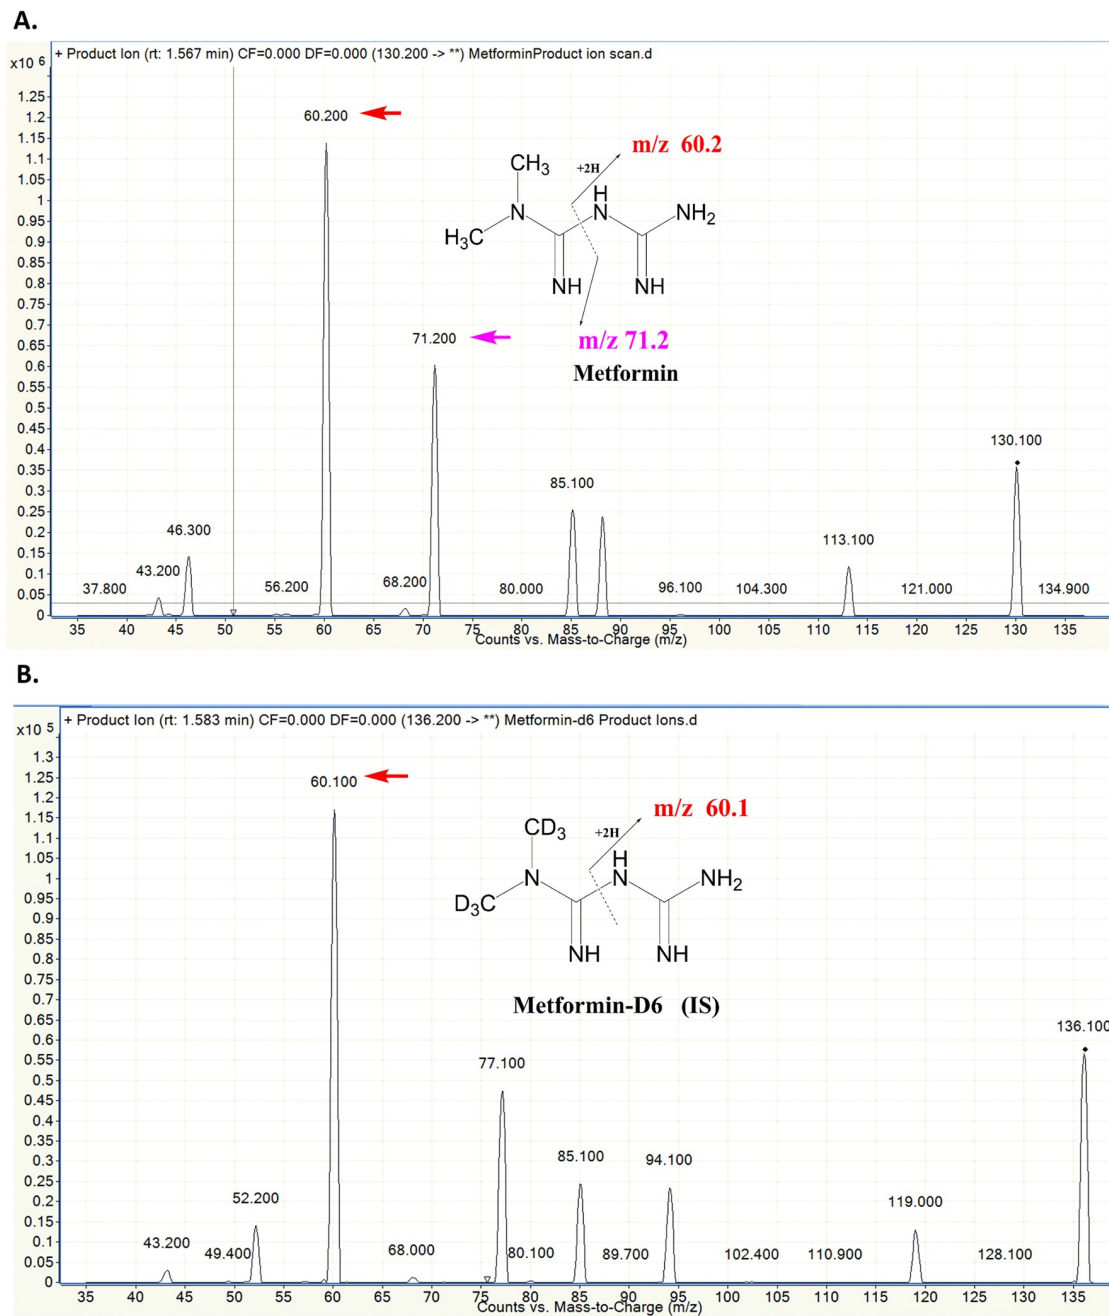 A.
+ Product Ion (rt: 1.567 min) CF=0.000 DF=0.000 (130.200 -> **) MetforminProduct ion scan.d
x10 6
1.25
1.2
1.15
1.1
1.05
1
0.95
0.9
0.85
0.8
0.75
0.7
0.65
0.6
0.55
0.5
0.45
0.4
0.35
0.3
0.25
0.2
0.15
0.1
0.05
0
60.200
m/z 60.2
+2H
CH3
H
N
N
NH2
H3C
NH
NH
71.200
m/z 71.2
Metformin
130.100
85.100
46.300
113.100
43.200
37.800
56.200
68.200
80.000
96.100
104.300
121.000
134.900
35 40 45 50 55 60 65 70 75 80 85 90 95 100 105 110 115 120 125 130 135
Counts vs. Mass-to-Charge (m/z)
B.
+ Product Ion (rt: 1.583 min) CF=0.000 DF=0.000 (136.200 -> **) Metformin-d6 Product Ions.d
x10 5
1.3
1.25
1.2
1.15
1.1
1.05
1
0.95
0.9
0.85
0.8
0.75
0.7
0.65
0.6
0.55
0.5
0.45
0.4
0.35
0.3
0.25
0.2
0.15
0.1
0.05
0
60.100
m/z 60.1
+2H
CD3
H
N
N
NH2
D3C
NH
NH
Metformin-D6 (IS)
136.100
77.100
85.100
94.100
52.200
119.000
43.200
49.400
68.000
80.100
89.700
102.400
110.900
128.100
35 40 45 50 55 60 65 70 75 80 85 90 95 100 105 110 115 120 125 130 135
Counts vs. Mass-to-Charge (m/z)